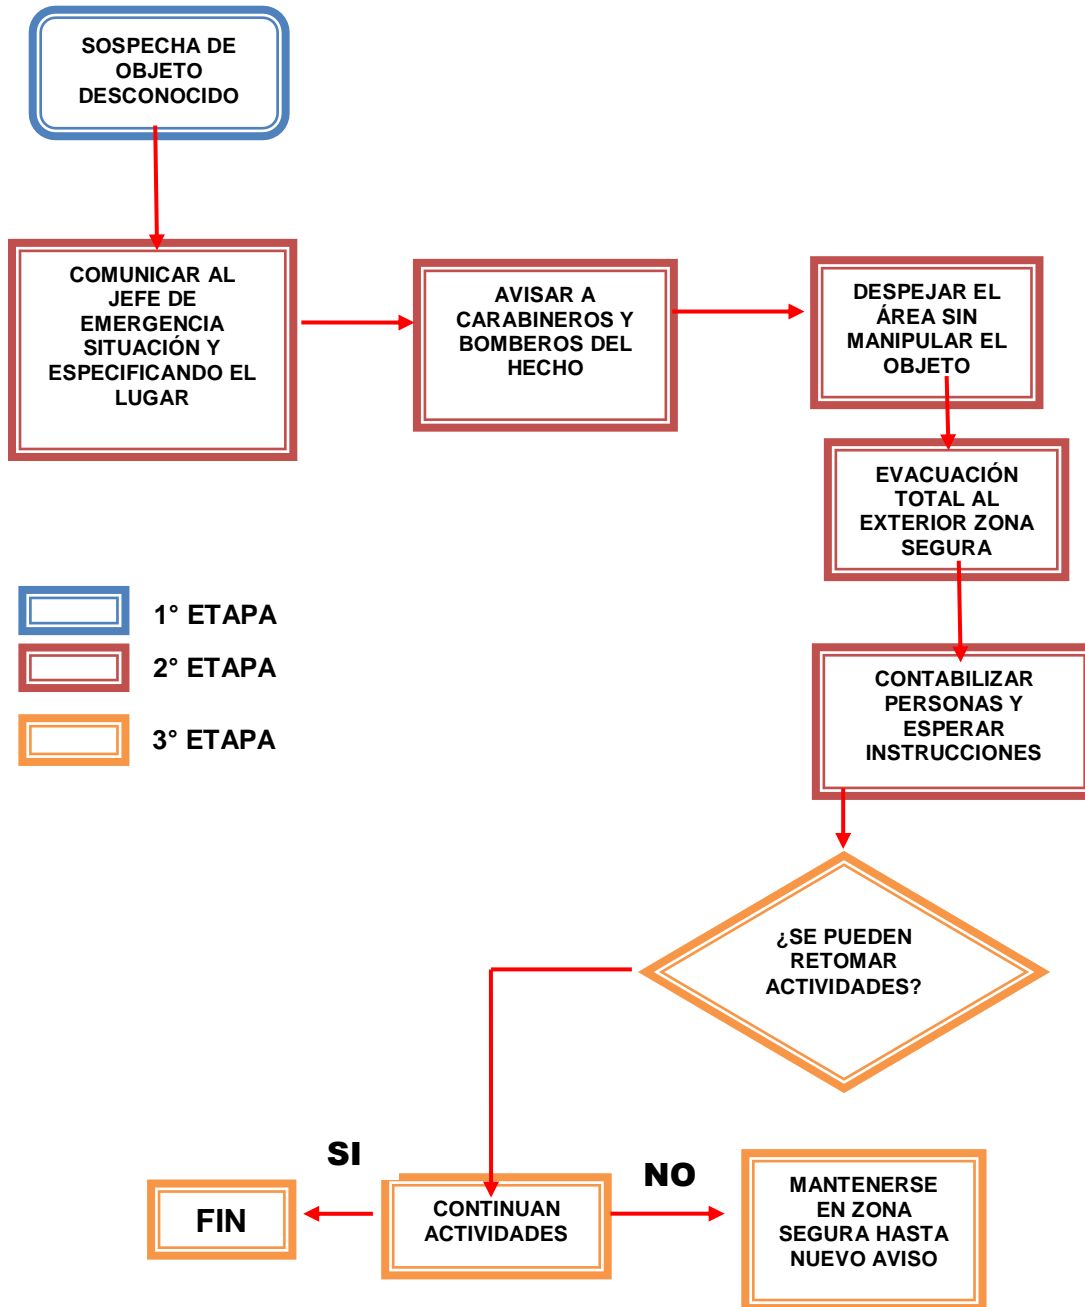 SOSPECHA DE
OBJETO
DESCONOCIDO
COMUNICAR AL
JEFE DE
EMERGENCIA
SITUACIÓN Y
ESPECIFICANDO EL
LUGAR
AVISAR A
CARABINEROS Y
BOMBEROS DEL
HECHO
DESPEJAR EL
ÁREA SIN
MANIPULAR EL
OBJETO
EVACUACIÓN
TOTAL AL
EXTERIOR ZONA
SEGURA
1° ETAPA
2° ETAPA
3° ETAPA
CONTABILIZAR
PERSONAS Y
ESPERAR
INSTRUCCIONES
¿SE PUEDEN
RETOMAR
ACTIVIDADES?
SI
NO
FIN
CONTINUAN
ACTIVIDADES
MANTENERSE
EN ZONA
SEGURA HASTA
NUEVO AVISO